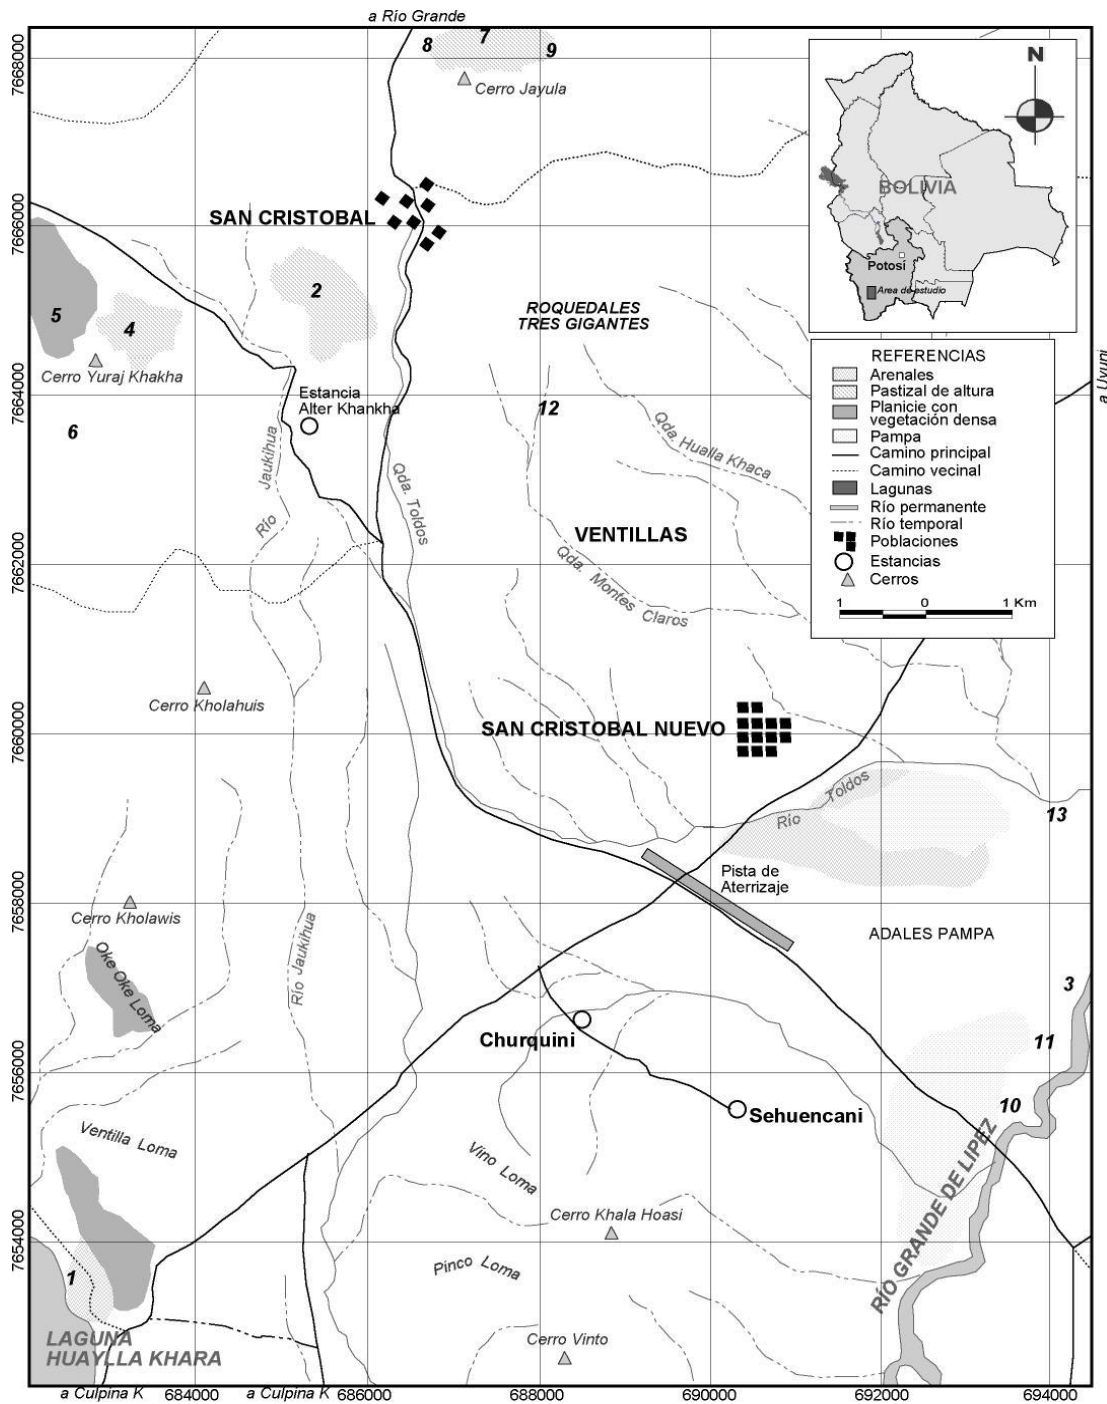 a Río Grande
7668000
7666000
7664000
7662000
7660000
7658000
7656000
7654000
8
7
9
Cerro Jayula
N
BOLIVIA
Potosí
Area de estudio
SAN CRISTOBAL
2
5
4
Cerro Yuraj Khakha
6
ROQUEDALES
TRES GIGANTES
Estancia
Alter Khankha
12
Río Jaukihua
Qda. Toldos
Qda. Hualla Khaca
VENTILLAS
Qda. Montes Claros
a Uyuni
REFERENCIAS
Arenales
Pastizal de altura
Planicie con
vegetación densa
Pampa
Camino principal
Camino vecinal
Lagunas
Río permanente
Río temporal
Poblaciones
Estancias
Cerros
1 0 1 Km
Cerro Kholahuis
SAN CRISTOBAL NUEVO
Río Toldos
13
Pista de
Aterrizaje
Cerro Kholawis
Oke Oke Loma
Río Jaukihua
ADALES PAMPA
3
11
10
Churquini
Sehuencani
Ventilla Loma
Vino Loma
Cerro Khala Hoasi
Pinco Loma
RÍO GRANDE DE LIPEZ
1
LAGUNA
HUAYLLA KHARA
Cerro Vinto
a Culpina K
684000
a Culpina K
686000
688000
690000
692000
694000